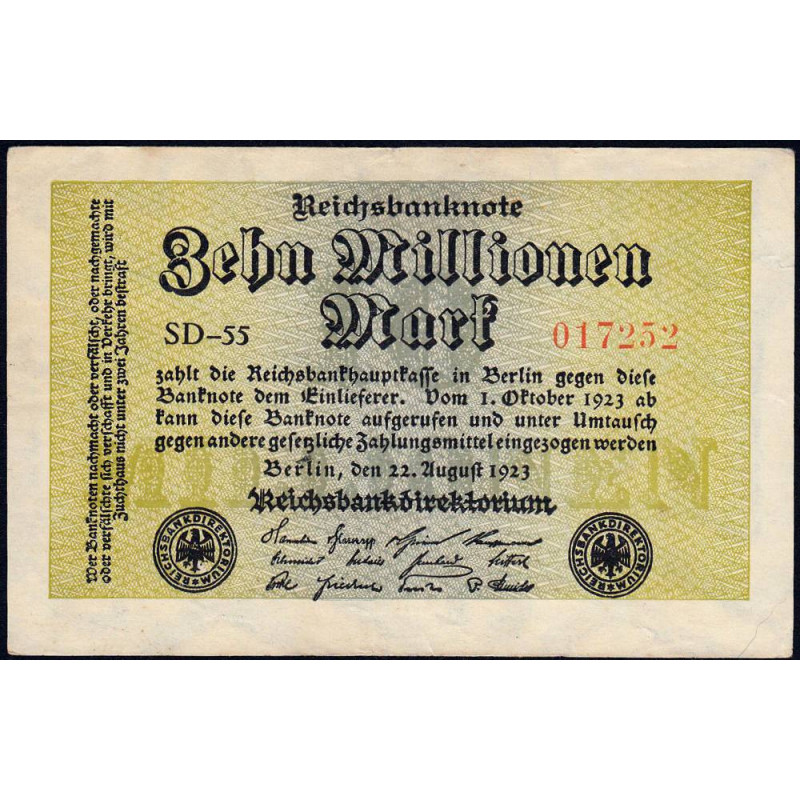 Reichsbanknote
Zehn Millionen
Mark
SD–55
017252
zahlt die Reichsbankhauptkasse in Berlin gegen diese
Banknote dem Einlieferer. Vom 1. Oktober 1923 ab
kann diese Banknote aufgerufen und unter Umtausch
gegen andere gesetzliche Zahlungsmittel eingezogen werden
Berlin, den 22. August 1923
Reichsbankdirektorium
REICHSBANKDIREKTORIUM
REICHSBANKDIREKTORIUM
Wer Banknoten nachmacht oder verfälscht, oder nachgemachte
oder verfälschte sich verschafft und in Verkehr bringt, wird mit
Zuchthaus nicht unter zwei Jahren bestraft